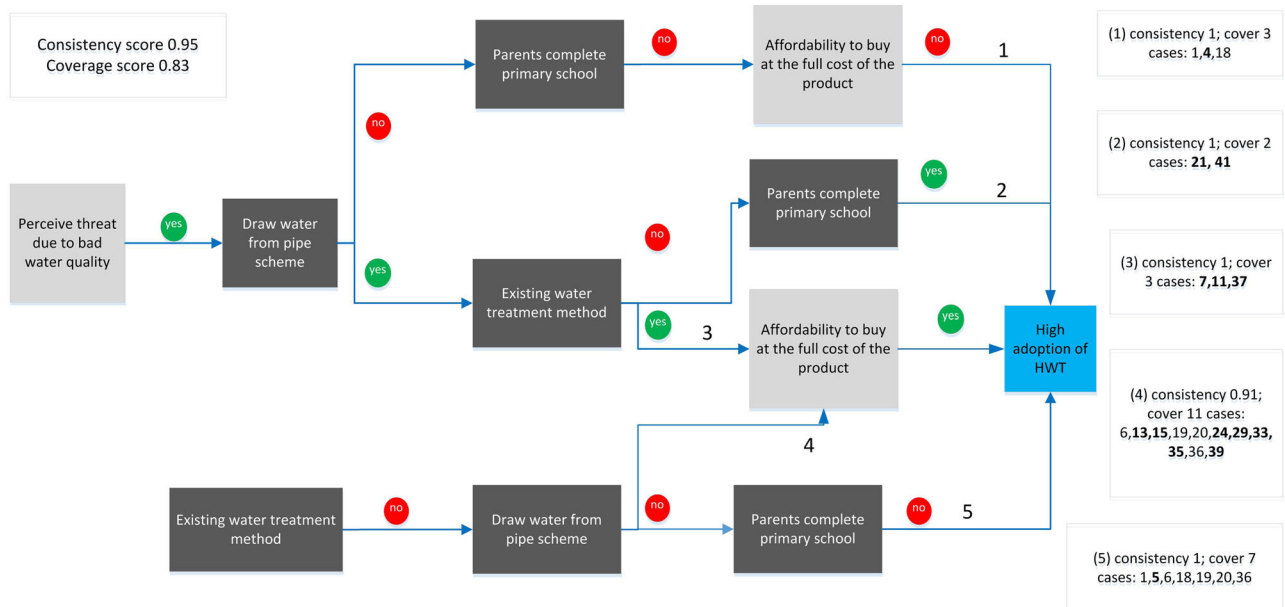 Consistency score 0.95
Coverage score 0.83
Parents complete
primary school
no
Affordability to buy
at the full cost of the
product
no
1
(1) consistency 1; cover 3
cases: 1,4,18
no
(2) consistency 1; cover 2
cases: 21, 41
Perceive threat
due to bad
water quality
yes
Draw water
from pipe
scheme
yes
no
Parents complete
primary school
yes
2
Existing water
treatment method
yes
3
Affordability to buy
at the full cost of the
product
yes
High
adoption of
HWT
(3) consistency 1; cover
3 cases: 7,11,37
(4) consistency 0.91;
cover 11 cases:
6,13,15,19,20,24,29,33,
35,36,39
4
Existing water treatment
method
no
Draw water from
pipe scheme
no
Parents complete
primary school
no
5
(5) consistency 1; cover 7
cases: 1,5,6,18,19,20,36